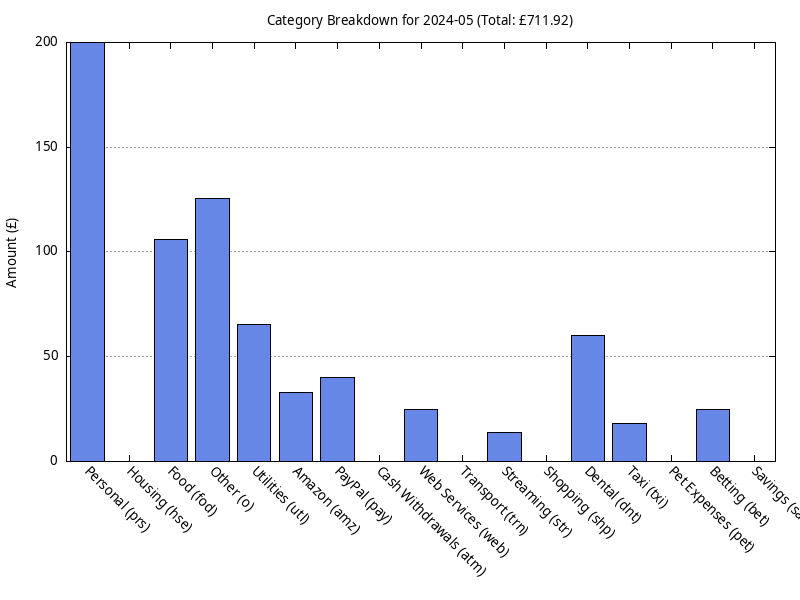 Category Breakdown for 2024-05 (Total: £711.92)
200
150
100
50
0
Amount (£)
Personal (prs)
Housing (hse)
Food (fod)
Other (o)
Utilities (utl)
Amazon (amz)
PayPal (pay)
Cash Withdrawals (atm)
Web Services (web)
Transport (trn)
Streaming (str)
Shopping (shp)
Dental (dnt)
Taxi (txi)
Pet Expenses (pet)
Betting (bet)
Savings